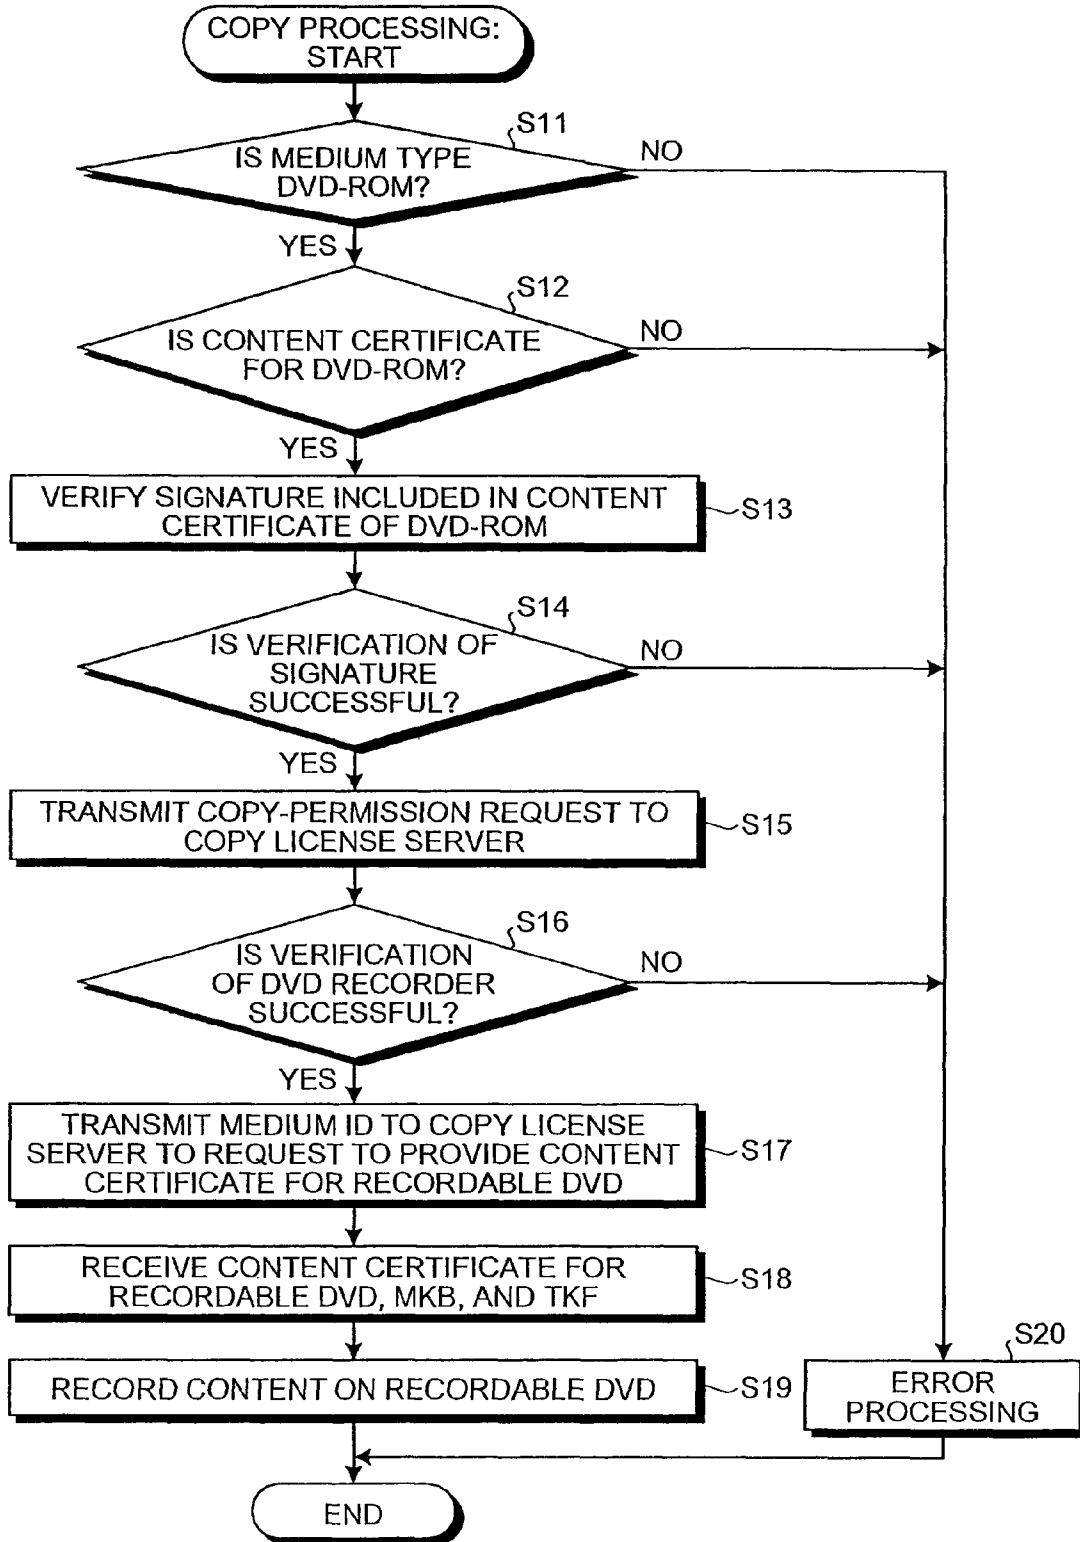 COPY PROCESSING:
START
S11
IS MEDIUM TYPE
DVD-ROM?
NO
YES
S12
IS CONTENT CERTIFICATE
FOR DVD-ROM?
NO
YES
VERIFY SIGNATURE INCLUDED IN CONTENT
CERTIFICATE OF DVD-ROM
S13
S14
IS VERIFICATION OF
SIGNATURE
SUCCESSFUL?
NO
YES
TRANSMIT COPY-PERMISSION REQUEST TO
COPY LICENSE SERVER
S15
S16
IS VERIFICATION
OF DVD RECORDER
SUCCESSFUL?
NO
YES
TRANSMIT MEDIUM ID TO COPY LICENSE
SERVER TO REQUEST TO PROVIDE CONTENT
CERTIFICATE FOR RECORDABLE DVD
S17
RECEIVE CONTENT CERTIFICATE FOR
RECORDABLE DVD, MKB, AND TKF
S18
RECORD CONTENT ON RECORDABLE DVD
S19
S20
ERROR
PROCESSING
END